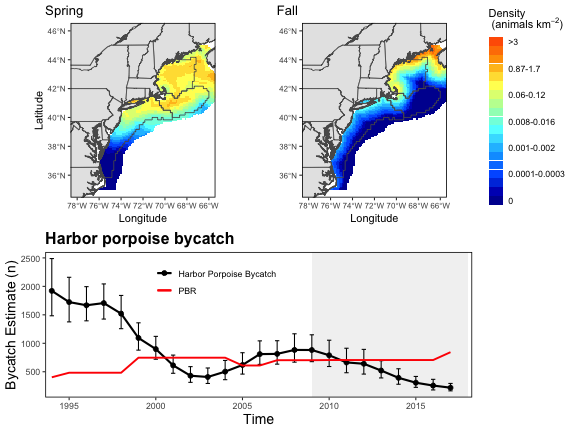 Spring
Fall
Density
(animals km⁻²)
46°N
44°N
42°N
40°N
38°N
36°N
Latitude
78°W 76°W 74°W 72°W 70°W 68°W 66°W
Longitude
46°N
44°N
42°N
40°N
38°N
36°N
78°W 76°W 74°W 72°W 70°W 68°W 66°W
Longitude
>3
0.87-1.7
0.06-0.12
0.008-0.016
0.001-0.002
0.0001-0.0003
0
Harbor porpoise bycatch
Bycatch Estimate (n)
2500
2000
1500
1000
500
Harbor Porpoise Bycatch
PBR
1995 2000 2005 2010 2015
Time